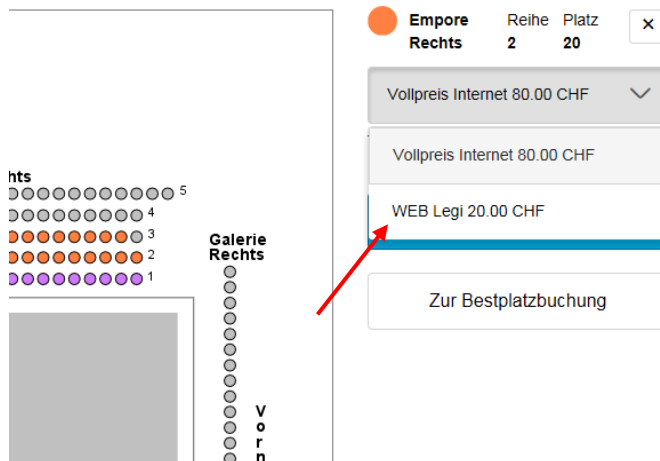 Empore Reihe Platz
Rechts 2 20
×
Vollpreis Internet 80.00 CHF
Vollpreis Internet 80.00 CHF
WEB Legi 20.00 CHF
Zur Bestplatzbuchung
hts
5
4
3
2
1
Galerie
Rechts
V
o
r
n